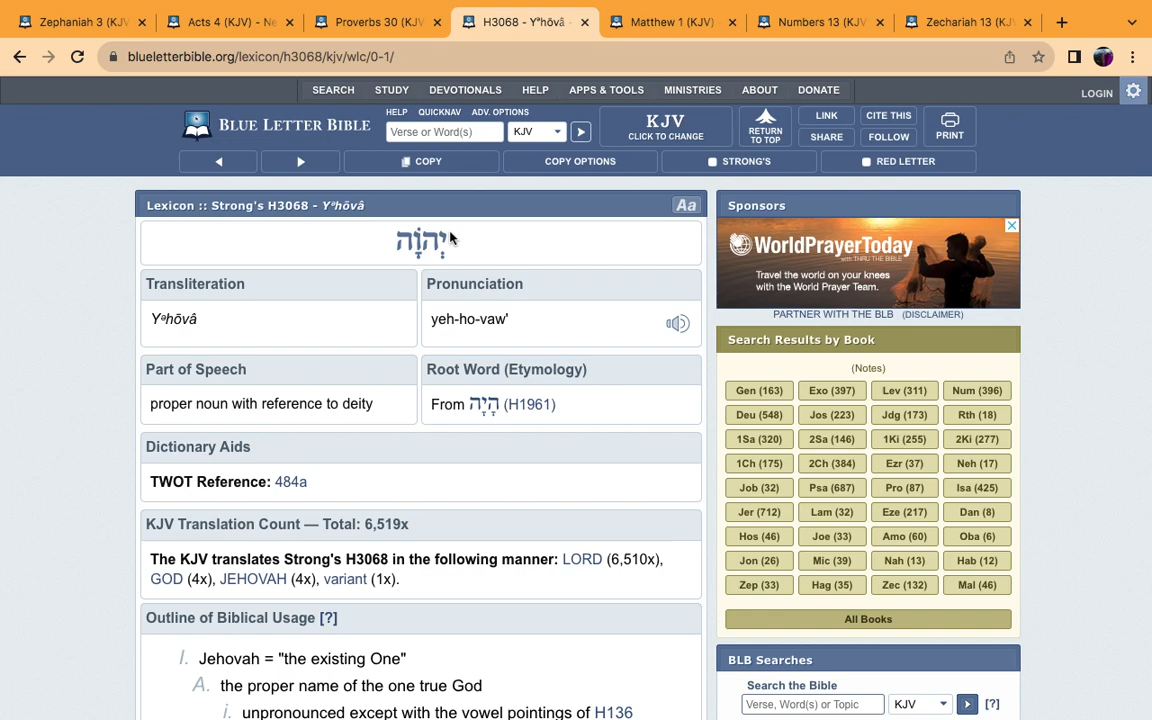 Zephaniah 3 (KJV
Acts 4 (KJV) - Ne
Proverbs 30 (KJV
H3068 - Yᵊhōvâ -
Matthew 1 (KJV)
Numbers 13 (KJV
Zechariah 13 (KJ
blueletterbible.org/lexicon/h3068/kjv/wlc/0-1/
SEARCH STUDY DEVOTIONALS HELP APPS & TOOLS MINISTRIES ABOUT DONATE LOGIN
BLUE LETTER BIBLE
HELP QUICKNAV ADV. OPTIONS
Verse or Word(s) KJV
KJV
CLICK TO CHANGE
RETURN
TO TOP
LINK CITE THIS
SHARE FOLLOW
PRINT
COPY COPY OPTIONS STRONG'S RED LETTER
Lexicon :: Strong's H3068 - Yᵊhōvâ Aa
יְהֹוָה
Transliteration
Yᵊhōvâ
Pronunciation
yeh-ho-vaw'
Part of Speech
proper noun with reference to deity
Root Word (Etymology)
From הָיָה (H1961)
Dictionary Aids
TWOT Reference: 484a
KJV Translation Count — Total: 6,519x
The KJV translates Strong's H3068 in the following manner: LORD (6,510x),
GOD (4x), JEHOVAH (4x), variant (1x).
Outline of Biblical Usage [?]
I. Jehovah = "the existing One"
A. the proper name of the one true God
i. unpronounced except with the vowel pointings of H136
Sponsors
WorldPrayerToday
with THRU THE BIBLE
Travel the world on your knees
with the World Prayer Team.
PARTNER WITH THE BLB (DISCLAIMER)
Search Results by Book
(Notes)
Gen (163) Exo (397) Lev (311) Num (396)
Deu (548) Jos (223) Jdg (173) Rth (18)
1Sa (320) 2Sa (146) 1Ki (255) 2Ki (277)
1Ch (175) 2Ch (384) Ezr (37) Neh (17)
Job (32) Psa (687) Pro (87) Isa (425)
Jer (712) Lam (32) Eze (217) Dan (8)
Hos (46) Joe (33) Amo (60) Oba (6)
Jon (26) Mic (39) Nah (13) Hab (12)
Zep (33) Hag (35) Zec (132) Mal (46)
All Books
BLB Searches
Search the Bible
Verse, Word(s) or Topic KJV [?]